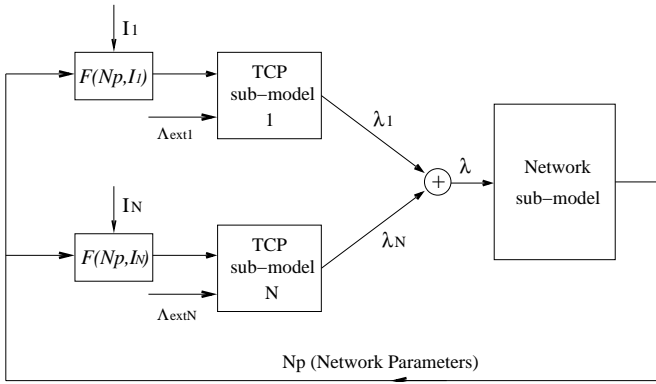 I1
F(Np,I1)
Λext1
TCP
sub−model
1
λ1
+
λ
Network
sub−model
IN
F(Np,IN)
ΛextN
TCP
sub−model
N
λN
Np (Network Parameters)